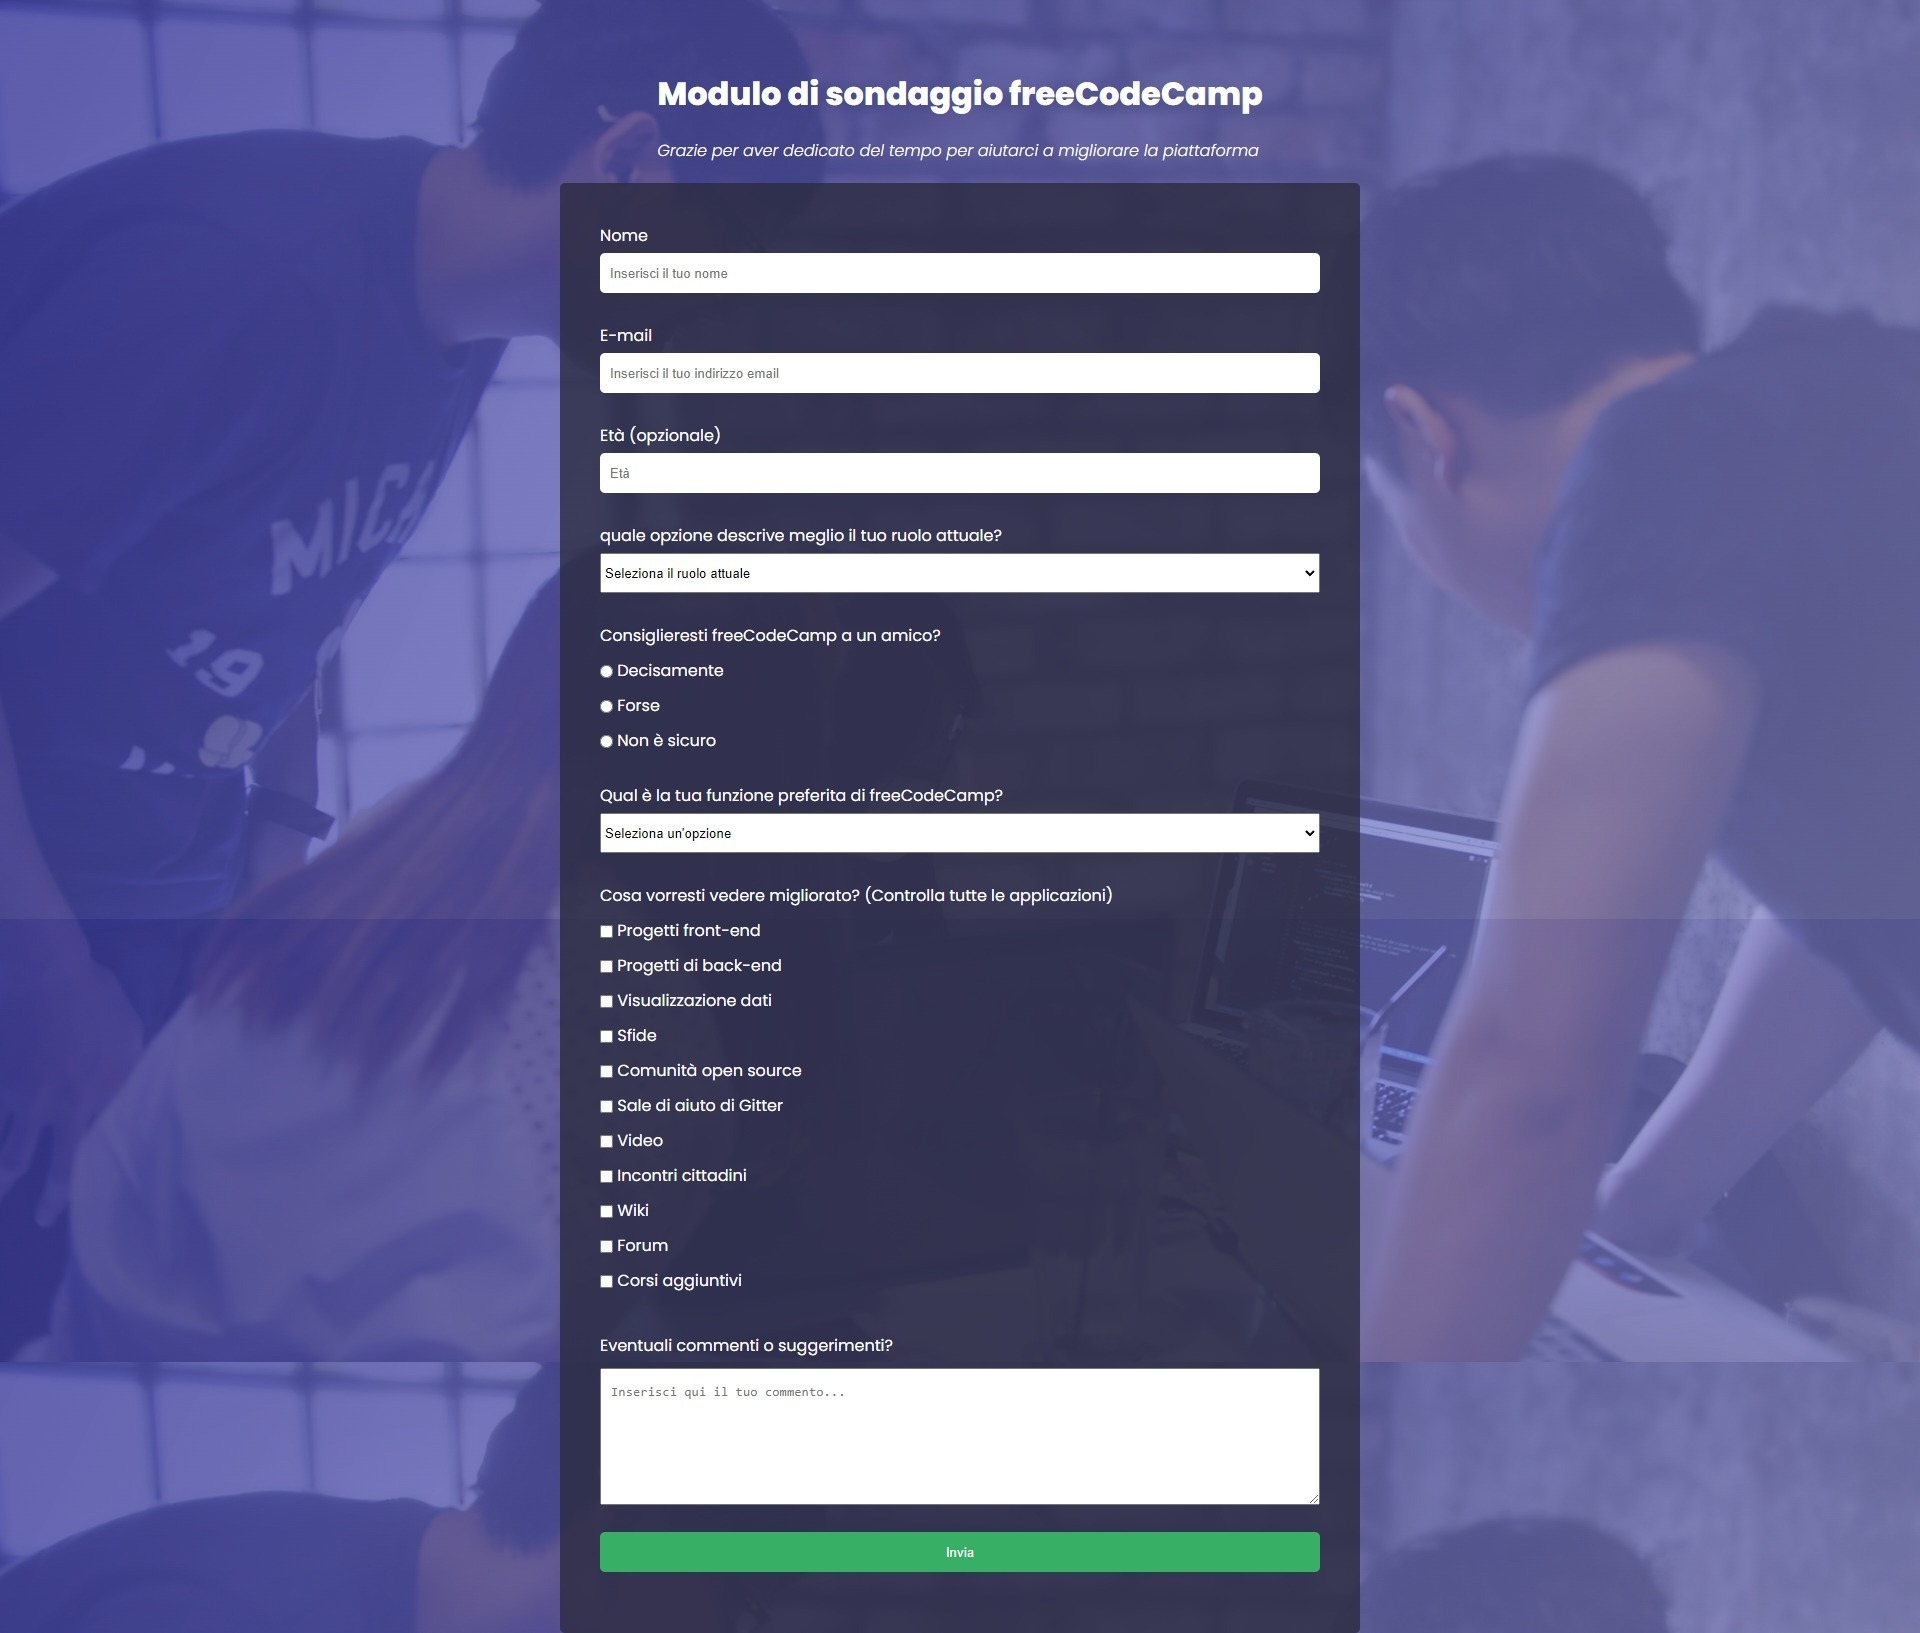 Modulo di sondaggio freeCodeCamp
Grazie per aver dedicato del tempo per aiutarci a migliorare la piattaforma
Nome
Inserisci il tuo nome
E-mail
Inserisci il tuo indirizzo email
Età (opzionale)
Età
quale opzione descrive meglio il tuo ruolo attuale?
Seleziona il ruolo attuale
Consiglieresti freeCodeCamp a un amico?
Decisamente
Forse
Non è sicuro
Qual è la tua funzione preferita di freeCodeCamp?
Seleziona un'opzione
Cosa vorresti vedere migliorato? (Controlla tutte le applicazioni)
Progetti front-end
Progetti di back-end
Visualizzazione dati
Sfide
Comunità open source
Sale di aiuto di Gitter
Video
Incontri cittadini
Wiki
Forum
Corsi aggiuntivi
Eventuali commenti o suggerimenti?
Inserisci qui il tuo commento...
Invia
MICH
19